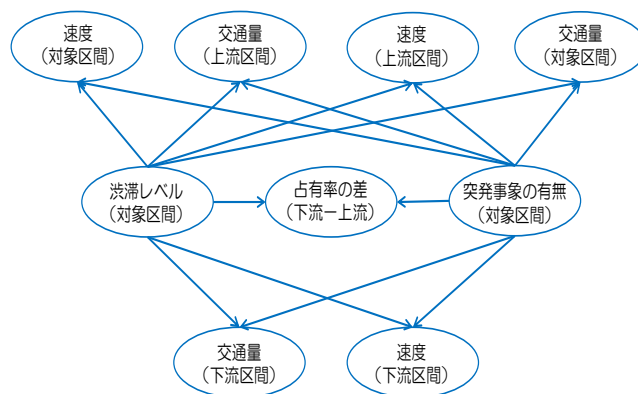 速度
（対象区間）
交通量
（上流区間）
速度
（上流区間）
交通量
（対象区間）
渋滞レベル
（対象区間）
占有率の差
（下流ー上流）
突発事象の有無
（対象区間）
交通量
（下流区間）
速度
（下流区間）